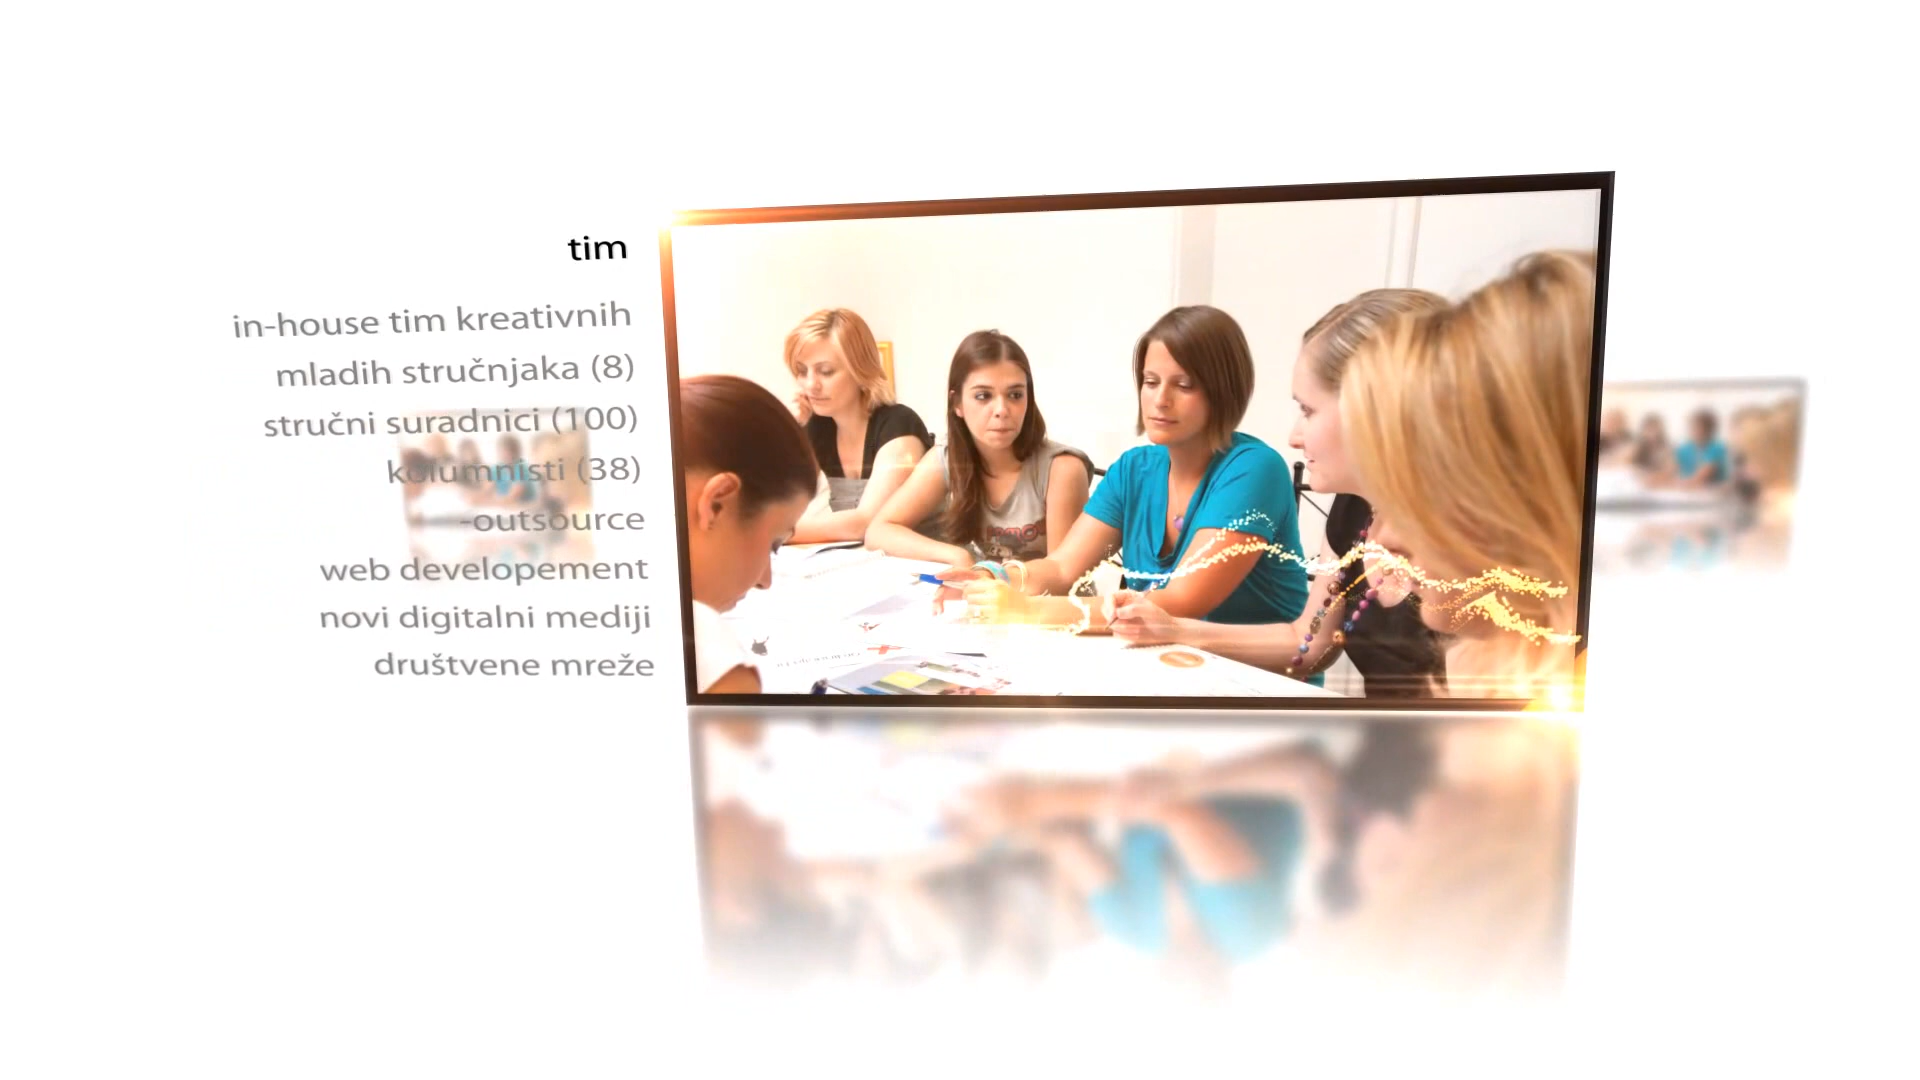 tim
in-house tim kreativnih
mladih stručnjaka (8)
stručni suradnici (100)
kolumnisti (38)
-outsource
web developement
novi digitalni mediji
društvene mreže